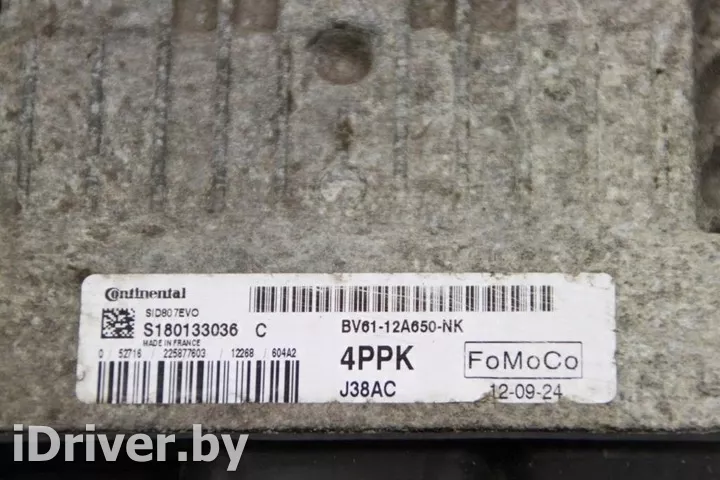 Continental
SID807EVO
S180133036 C
MADE IN FRANCE
0 52716 / 225877603 / 12268 / 604A2
BV61-12A650-NK
4PPK
FoMoCo
J38AC
12-09-24
iDriver.by